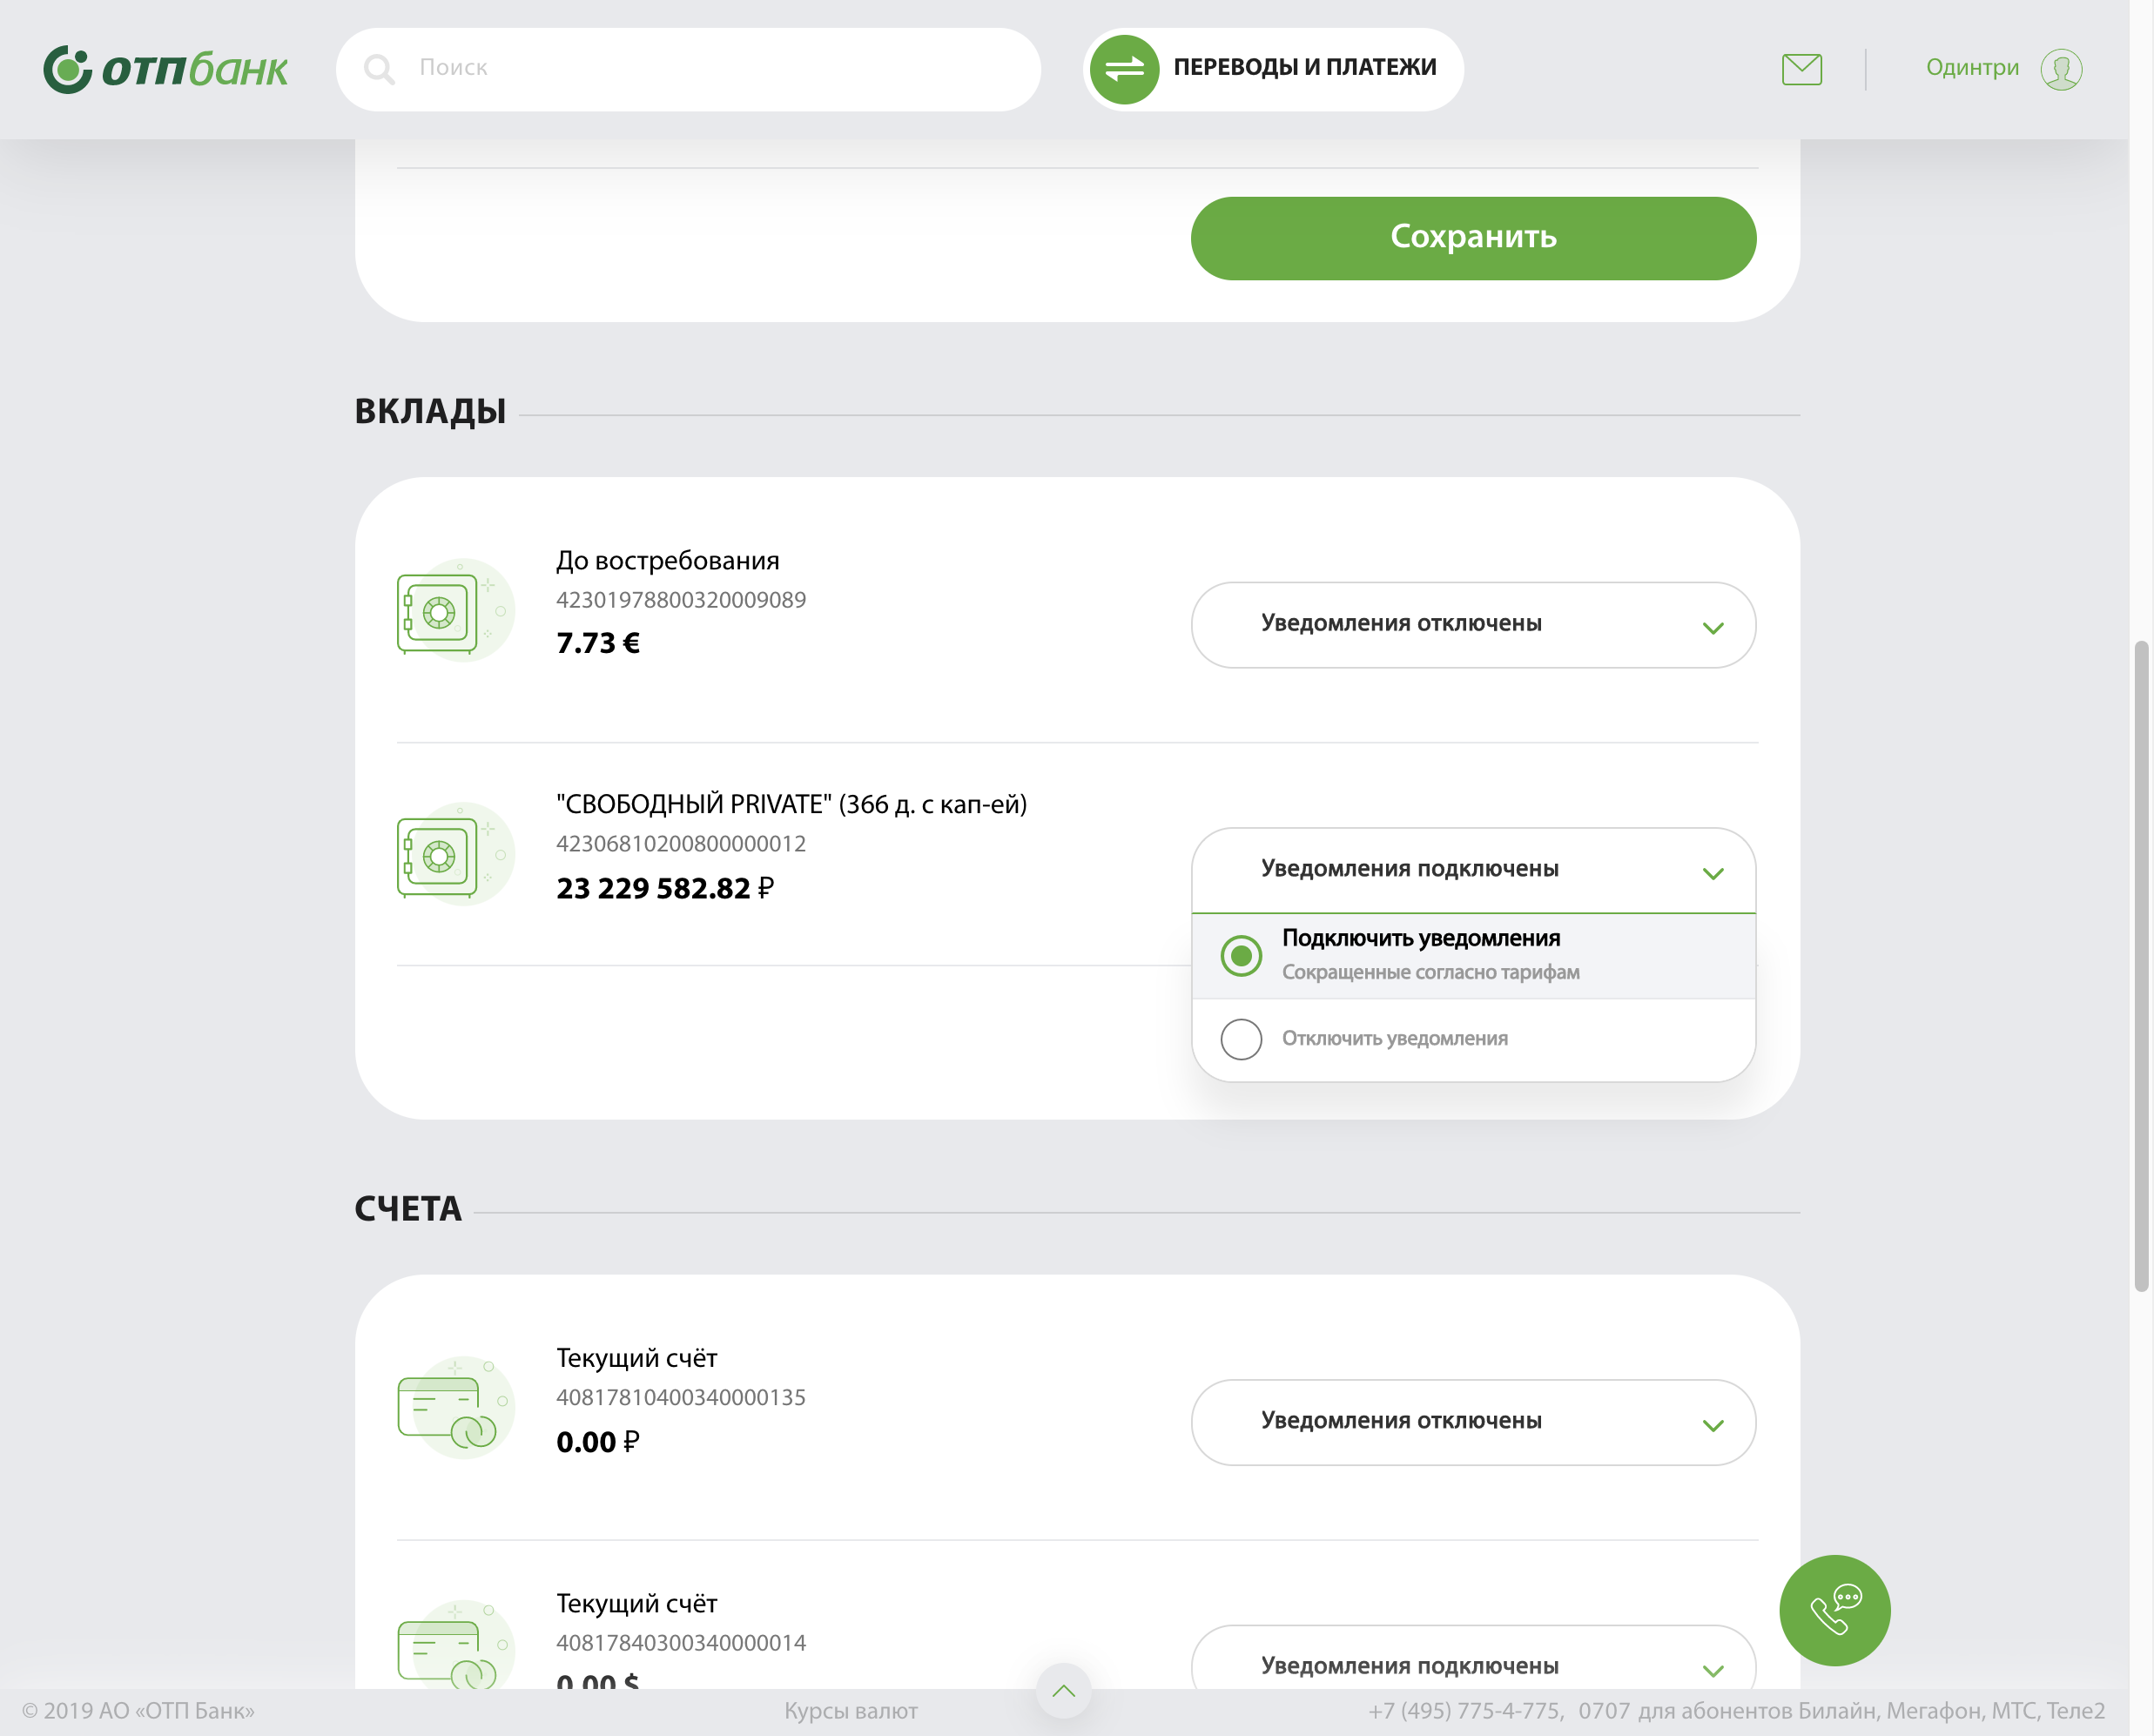 отпбанк
Поиск
ПЕРЕВОДЫ И ПЛАТЕЖИ
Одинтри
Сохранить
ВКЛАДЫ
До востребования
42301978800320009089
7.73 €
Уведомления отключены
"СВОБОДНЫЙ PRIVATE" (366 д. с кап-ей)
42306810200800000012
23 229 582.82 ₽
Уведомления подключены
Подключить уведомления
Сокращенные согласно тарифам
Отключить уведомления
СЧЕТА
Текущий счёт
40817810400340000135
0.00 ₽
Уведомления отключены
Текущий счёт
40817840300340000014
0.00 $
Уведомления подключены
© 2019 АО «ОТП Банк»
Курсы валют
+7 (495) 775-4-775, 0707 для абонентов Билайн, Мегафон, МТС, Теле2